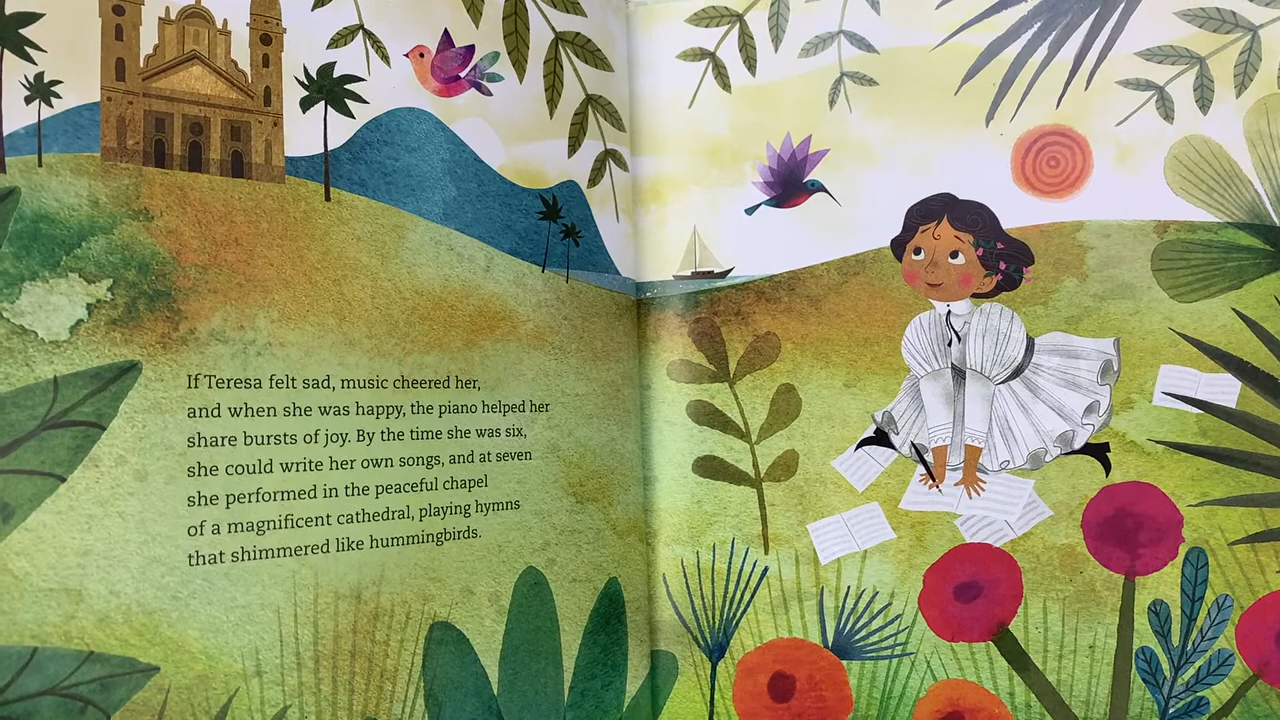 If Teresa felt sad, music cheered her,
and when she was happy, the piano helped her
share bursts of joy. By the time she was six,
she could write her own songs, and at seven
she performed in the peaceful chapel
of a magnificent cathedral, playing hymns
that shimmered like hummingbirds.